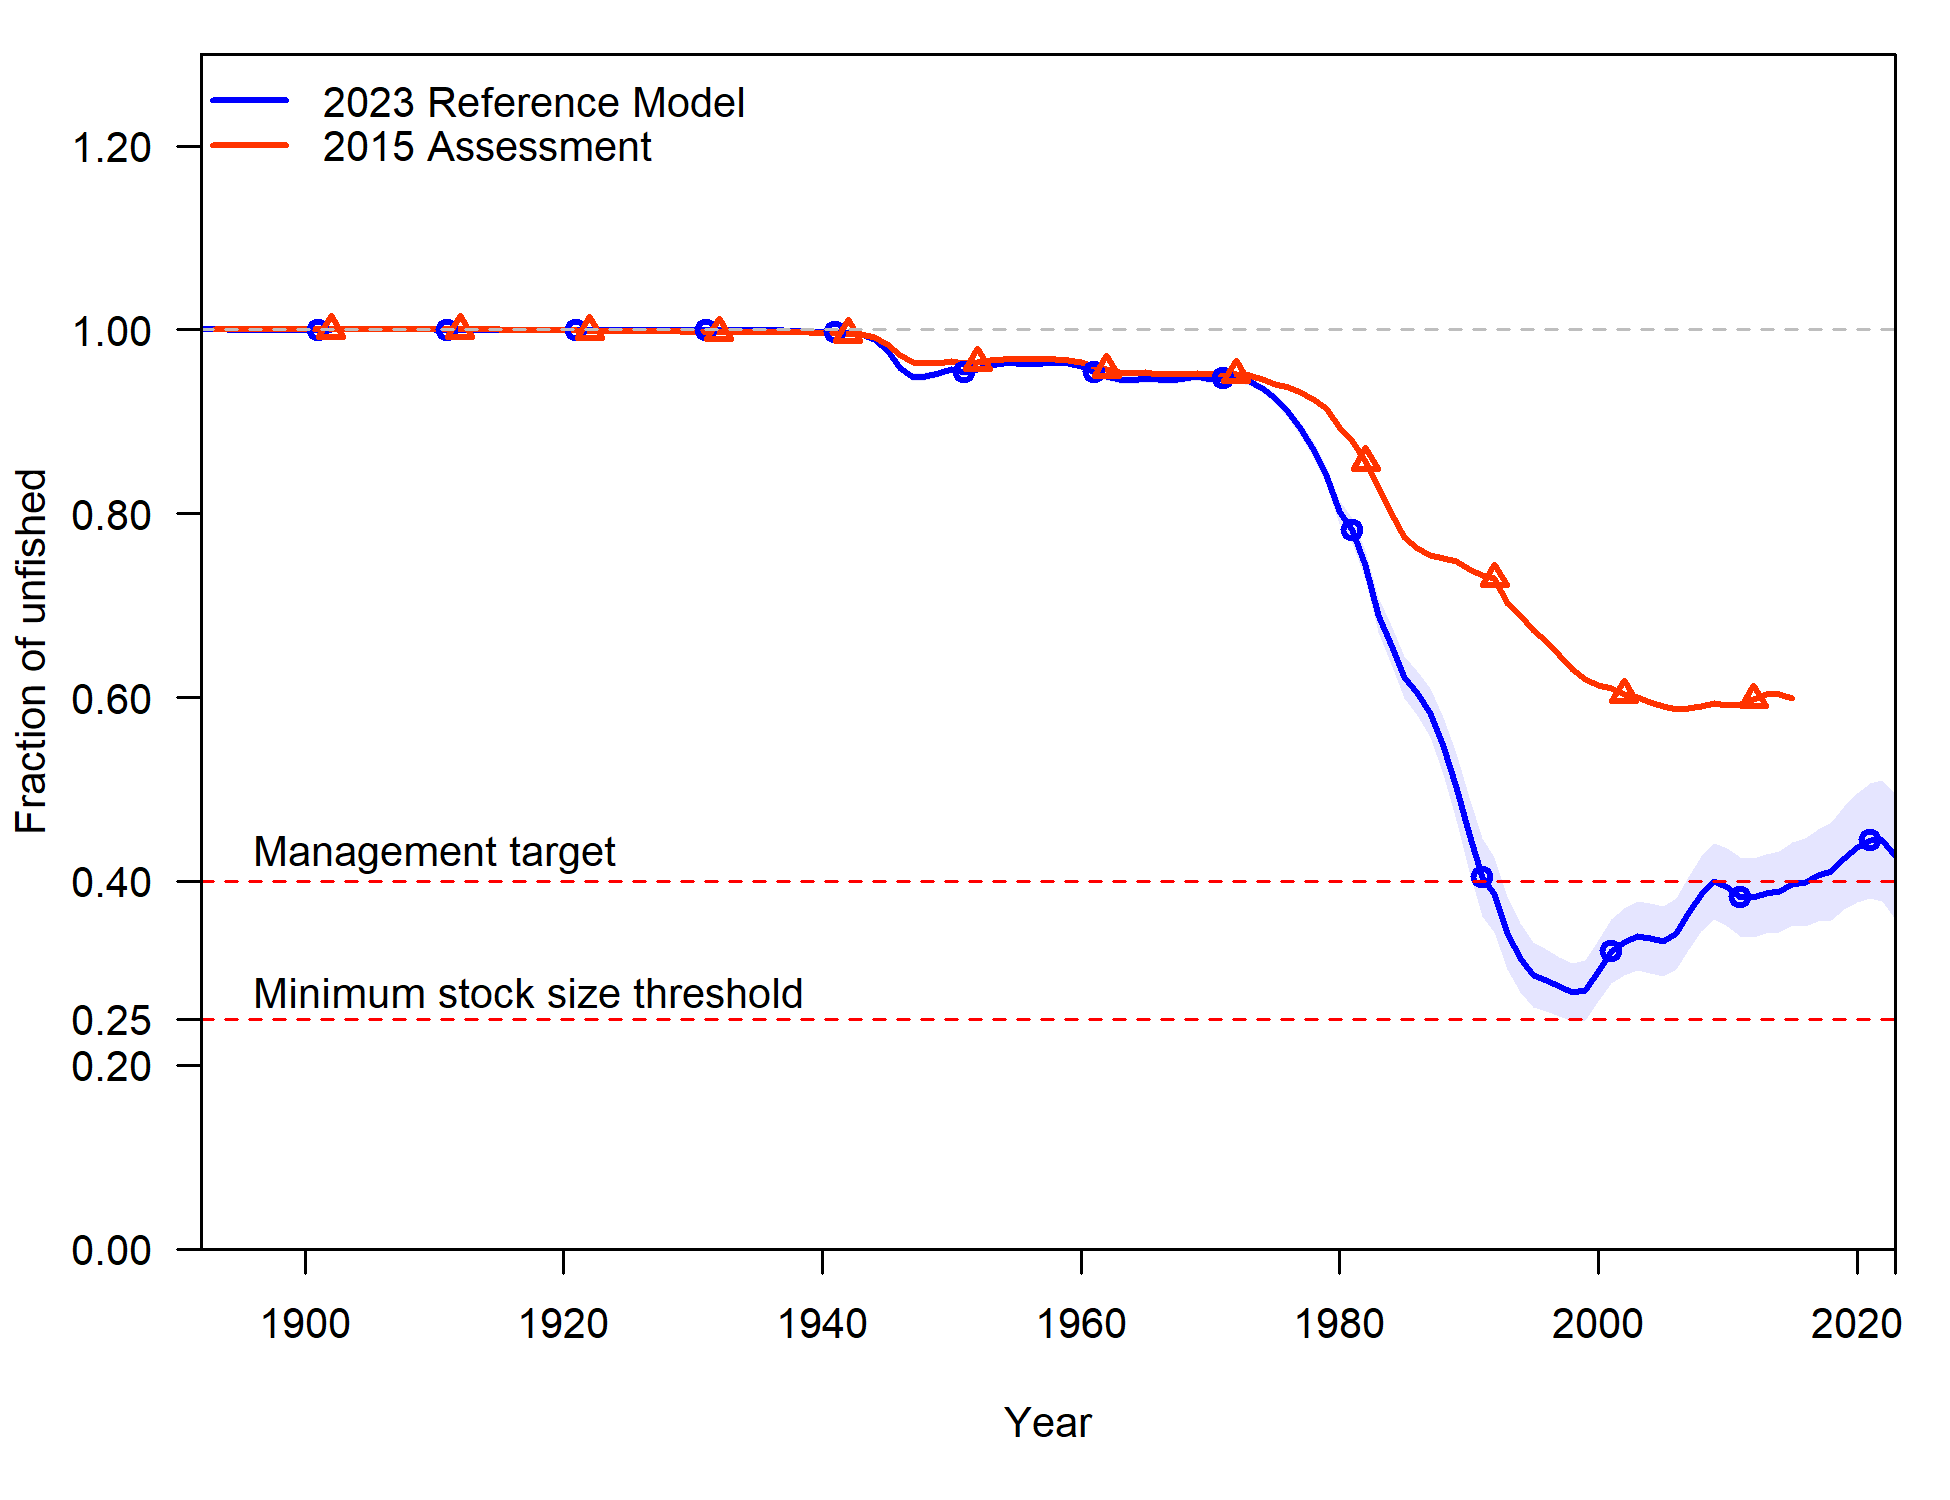 2023 Reference Model
2015 Assessment
1.20
1.00
0.80
0.60
0.40
0.25
0.20
0.00
Fraction of unfished
Management target
Minimum stock size threshold
1900 1920 1940 1960 1980 2000 2020
Year